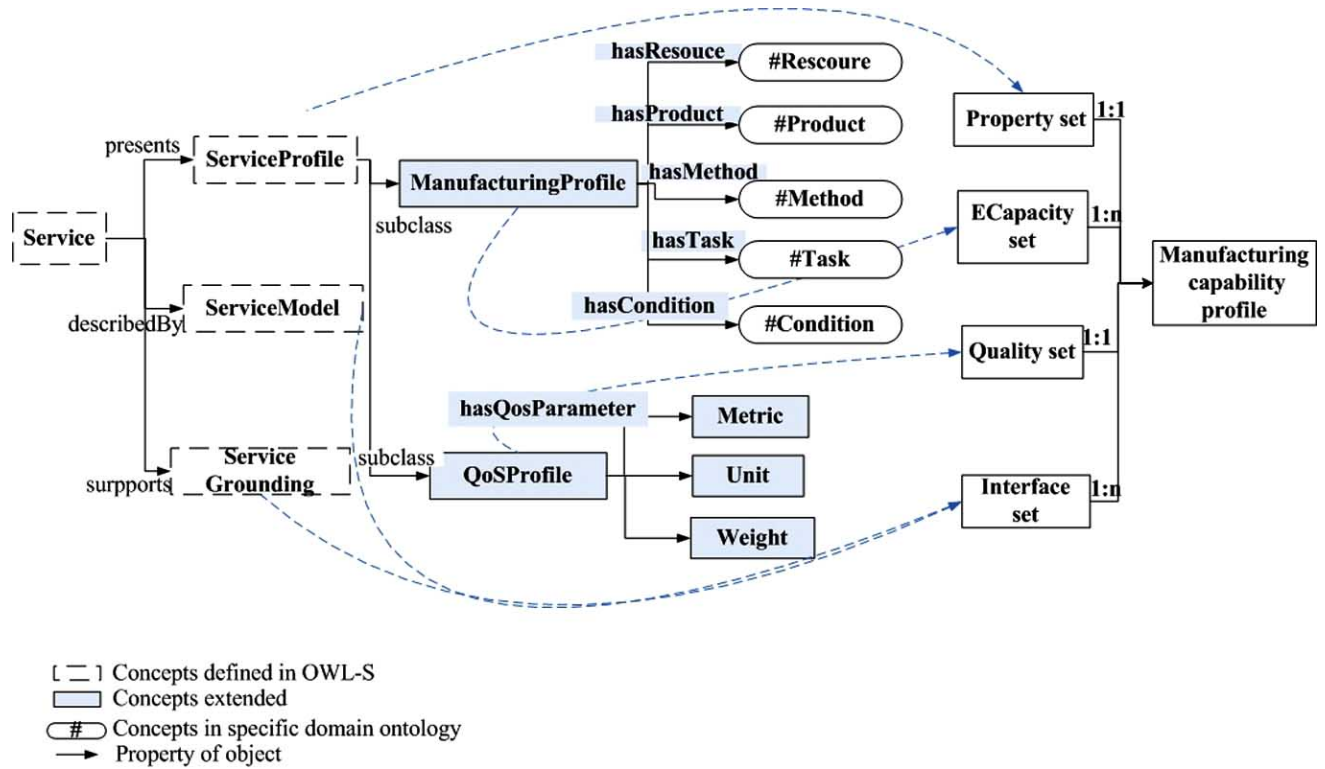 hasResouce
#Rescoure
hasProduct
#Product
Property set
1:1
presents
ServiceProfile
ManufacturingProfile
hasMethod
#Method
subclass
ECapacity
set
1:n
Service
hasTask
#Task
Manufacturing
capability
profile
describedBy
ServiceModel
hasCondition
#Condition
Quality set
1:1
hasQosParameter
Metric
subclass
QoSProfile
Unit
surpports
Service
Grounding
Interface
set
1:n
Weight
Concepts defined in OWL-S
Concepts extended
# Concepts in specific domain ontology
Property of object